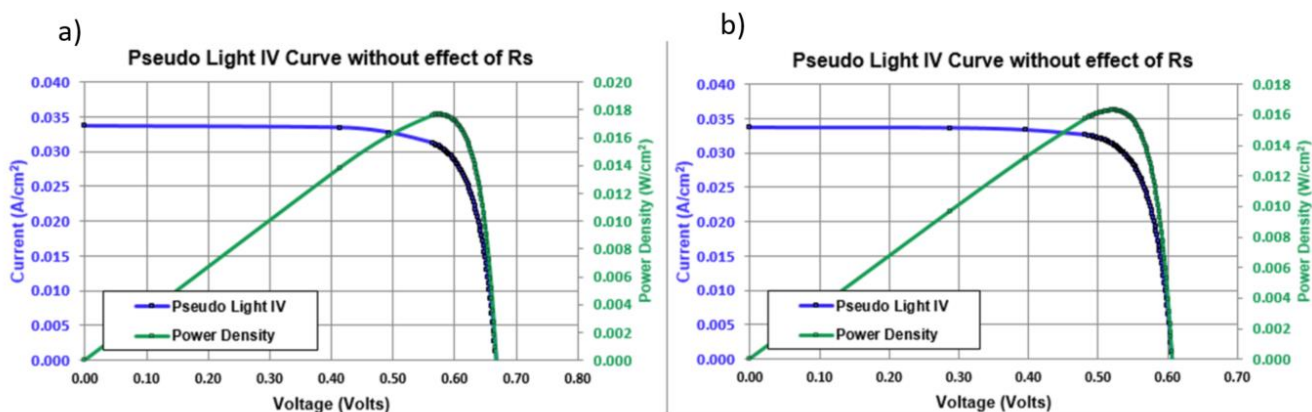 a)
Pseudo Light IV Curve without effect of Rs
Current (A/cm²)
0.040
0.035
0.030
0.025
0.020
0.015
0.010
0.005
0.000
0.020
0.018
0.016
0.014
0.012
0.010
0.008
0.006
0.004
0.002
0.000
Power Density (W/cm²)
Pseudo Light IV
Power Density
0.00 0.10 0.20 0.30 0.40 0.50 0.60 0.70 0.80
Voltage (Volts)
b)
Pseudo Light IV Curve without effect of Rs
Current (A/cm²)
0.040
0.035
0.030
0.025
0.020
0.015
0.010
0.005
0.000
0.018
0.016
0.014
0.012
0.010
0.008
0.006
0.004
0.002
0.000
Power Density (W/cm²)
Pseudo Light IV
Power Density
0.00 0.10 0.20 0.30 0.40 0.50 0.60 0.70
Voltage (Volts)